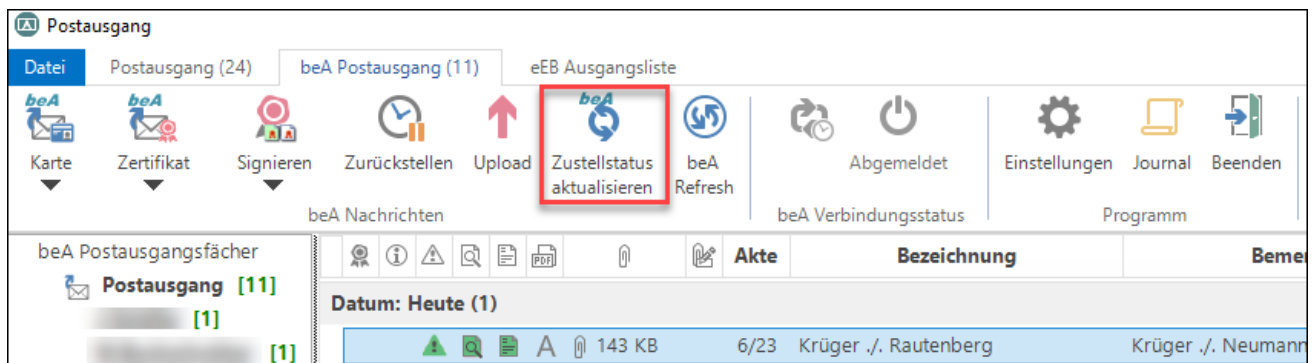 Postausgang
Datei Postausgang (24) beA Postausgang (11) eEB Ausgangsliste
beA beA beA
Karte Zertifikat Signieren Zurückstellen Upload Zustellstatus aktualisieren beA Refresh Abgemeldet Einstellungen Journal Beenden
beA Nachrichten beA Verbindungsstatus Programm
beA Postausgangsfächer PDF Akte Bezeichnung
Postausgang [11]
Datum: Heute (1)
[1]
A 143 KB 6/23 Krüger ./. Rautenberg Krüger ./. Neumann
[1]